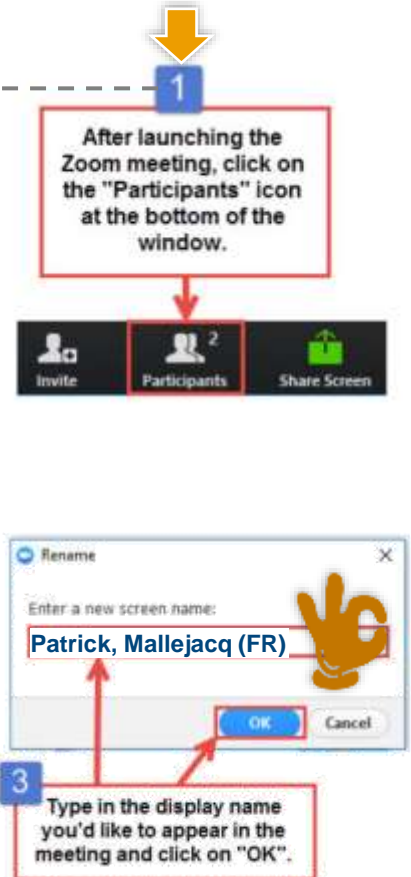 1
After launching the
Zoom meeting, click on
the "Participants" icon
at the bottom of the
window.
2
Invite Participants Share Screen
Rename
Enter a new screen name:
Patrick, Mallejacq (FR)
OK Cancel
3
Type in the display name
you'd like to appear in the
meeting and click on "OK".